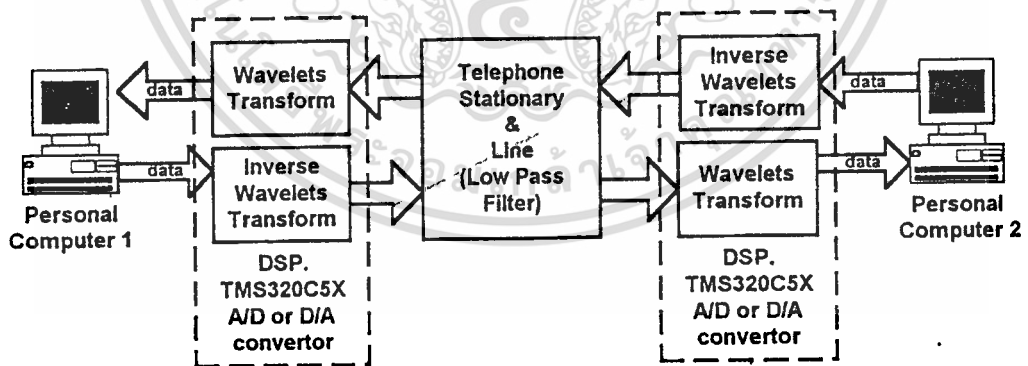 Wavelets
Transform
Telephone
Stationary
&
Line
(Low Pass
Filter)
Inverse
Wavelets
Transform
data
data
data
Inverse
Wavelets
Transform
data
Wavelets
Transform
Personal
Computer 1
Personal
Computer 2
DSP.
TMS320C5X
A/D or D/A
convertor
DSP.
TMS320C5X
A/D or D/A
convertor